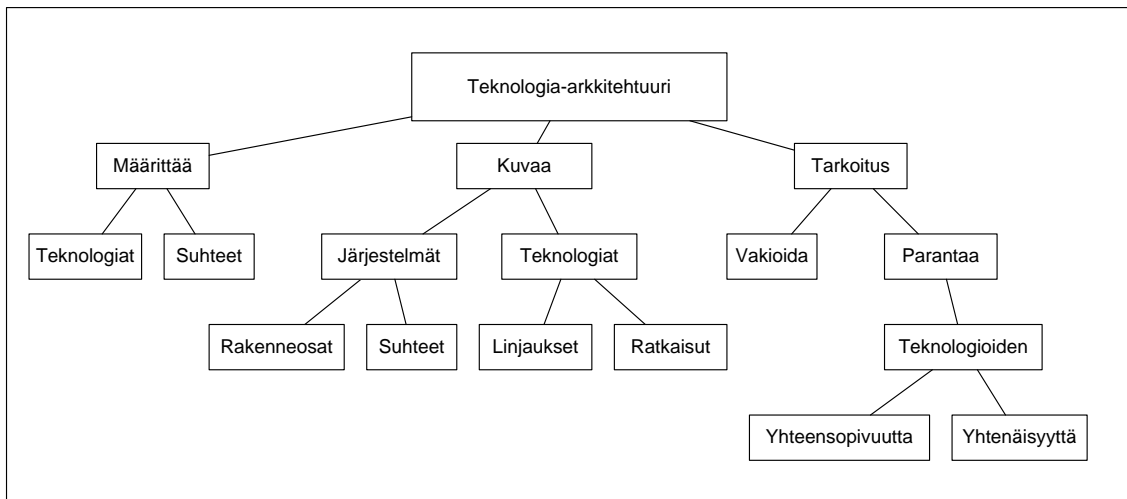 Teknologia-arkkitehtuuri
Määrittää
Kuvaa
Tarkoitus
Teknologiat
Suhteet
Järjestelmät
Teknologiat
Vakioida
Parantaa
Rakenneosat
Suhteet
Linjaukset
Ratkaisut
Teknologioiden
Yhteensopivuutta
Yhtenäisyyttä